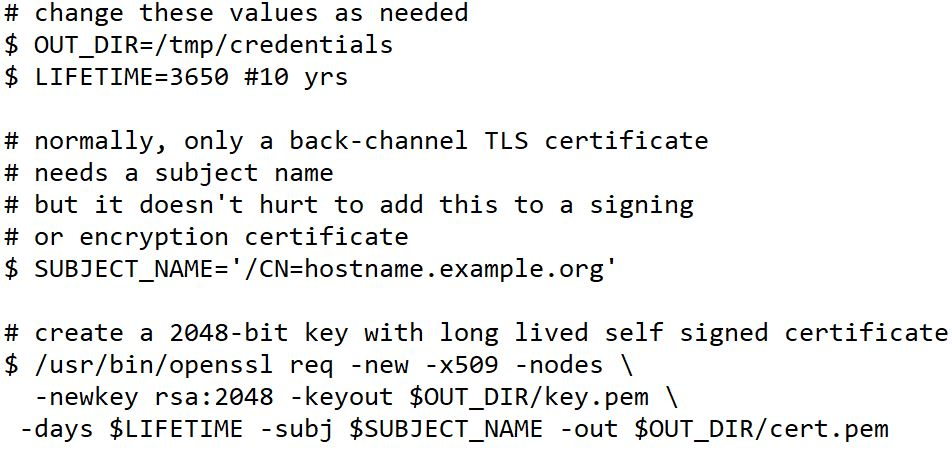 # change these values as needed
$ OUT_DIR=/tmp/credentials
$ LIFETIME=3650 #10 yrs
# normally, only a back-channel TLS certificate
# needs a subject name
# but it doesn't hurt to add this to a signing
# or encryption certificate
$ SUBJECT_NAME='/CN=hostname.example.org'
# create a 2048-bit key with long lived self signed certificate
$ /usr/bin/openssl req -new -x509 -nodes \
-newkey rsa:2048 -keyout $OUT_DIR/key.pem \
-days $LIFETIME -subj $SUBJECT_NAME -out $OUT_DIR/cert.pem